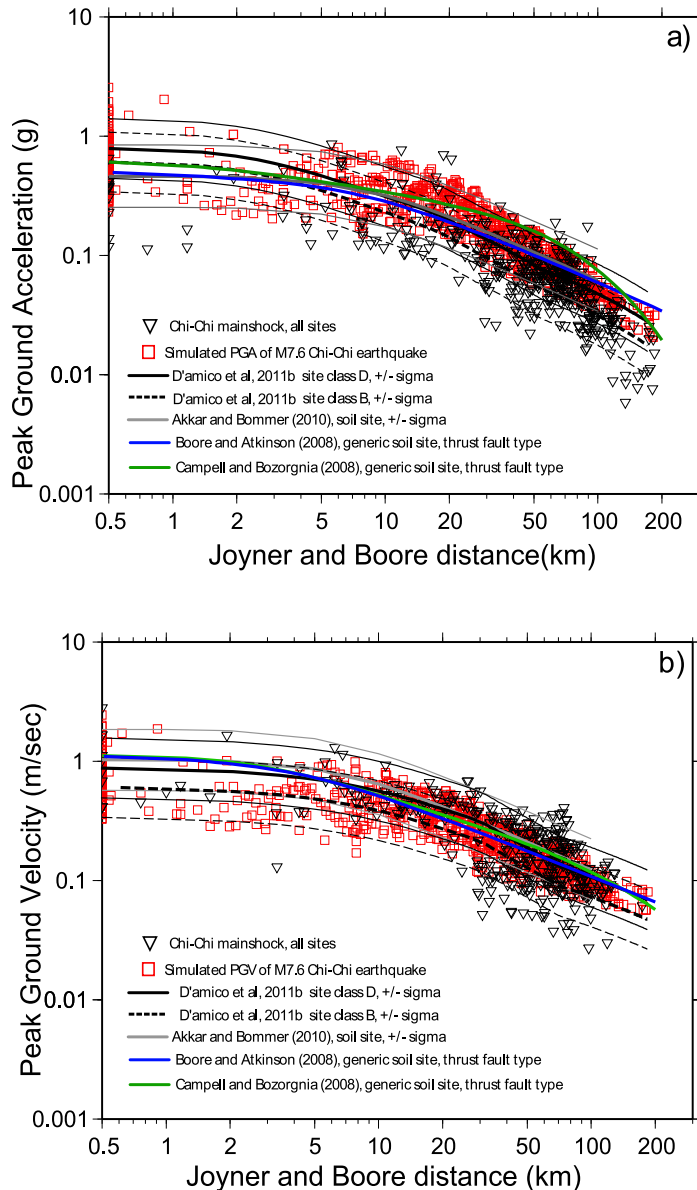 a)
10
1
0.1
0.01
0.001
Peak Ground Acceleration (g)
Chi-Chi mainshock, all sites
Simulated PGA of M7.6 Chi-Chi earthquake
D'amico et al, 2011b site class D, +/- sigma
D'amico et al, 2011b site class B, +/- sigma
Akkar and Bommer (2010), soil site, +/- sigma
Boore and Atkinson (2008), generic soil site, thrust fault type
Campell and Bozorgnia (2008), generic soil site, thrust fault type
0.5 1 2 5 10 20 50 100 200
Joyner and Boore distance(km)
b)
10
1
0.1
0.01
0.001
Peak Ground Velocity (m/sec)
Chi-Chi mainshock, all sites
Simulated PGV of M7.6 Chi-Chi earthquake
D'amico et al, 2011b site class D, +/- sigma
D'amico et al, 2011b site class B, +/- sigma
Akkar and Bommer (2010), soil site, +/- sigma
Boore and Atkinson (2008), generic soil site, thrust fault type
Campell and Bozorgnia (2008), generic soil site, thrust fault type
0.5 1 2 5 10 20 50 100 200
Joyner and Boore distance (km)